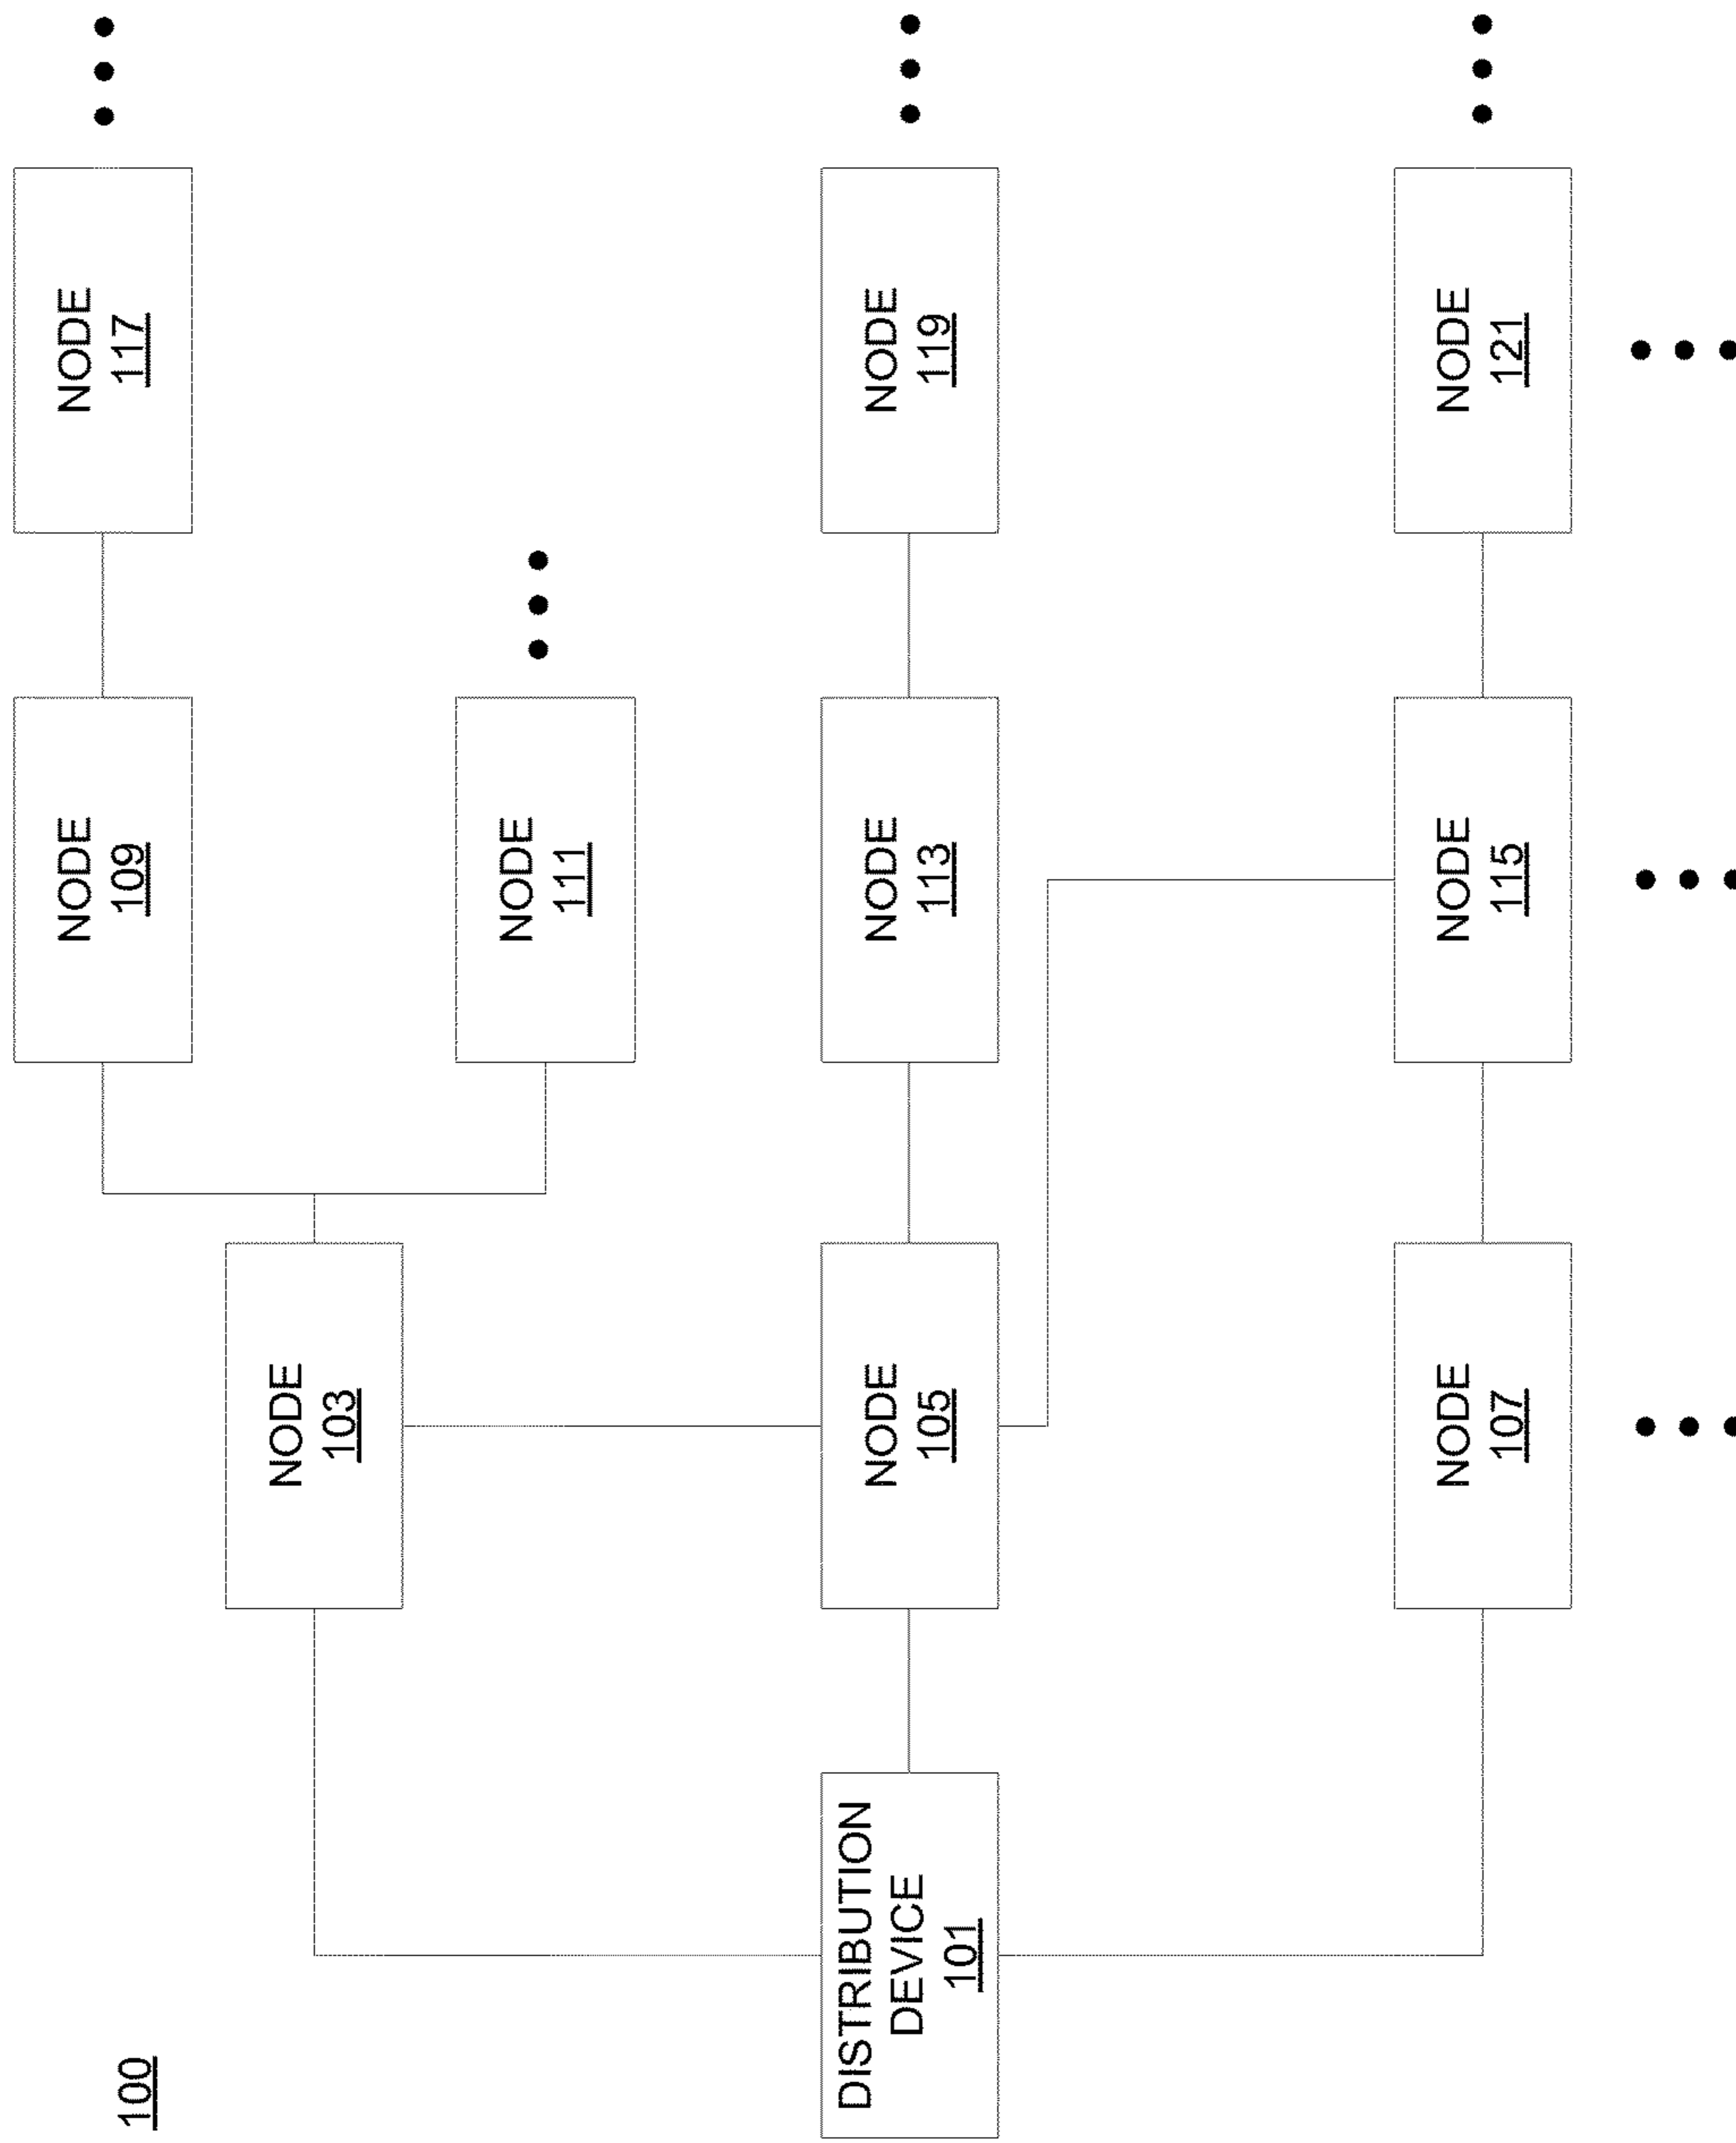 100
DISTRIBUTION
DEVICE
101
NODE
103
NODE
105
NODE
107
NODE
109
NODE
111
NODE
113
NODE
115
NODE
117
NODE
119
NODE
121